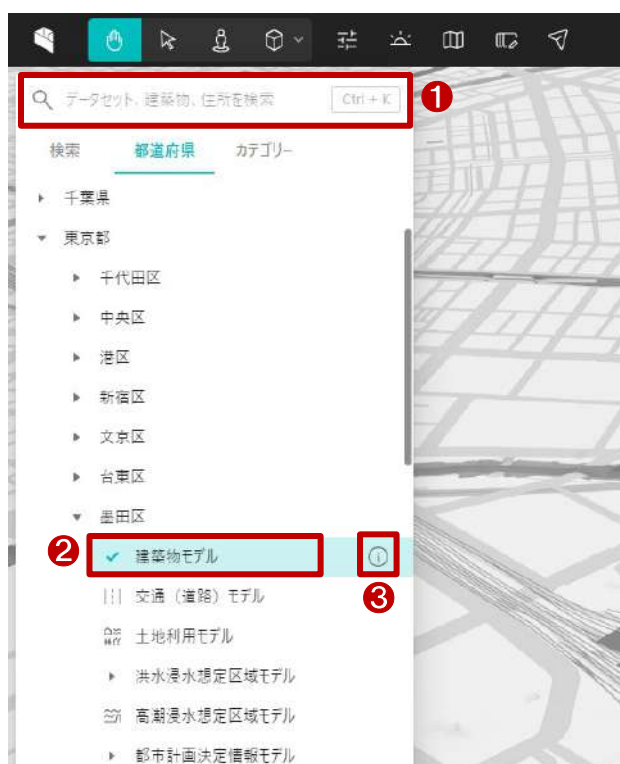 データセット、建築物、住所を検索 Ctrl + K ❶
検索 都道府県 カテゴリー
千葉県
東京都
千代田区
中央区
港区
新宿区
文京区
台東区
墨田区
❷ 建築物モデル
❸
交通（道路）モデル
土地利用モデル
洪水浸水想定区域モデル
高潮浸水想定区域モデル
都市計画決定情報モデル